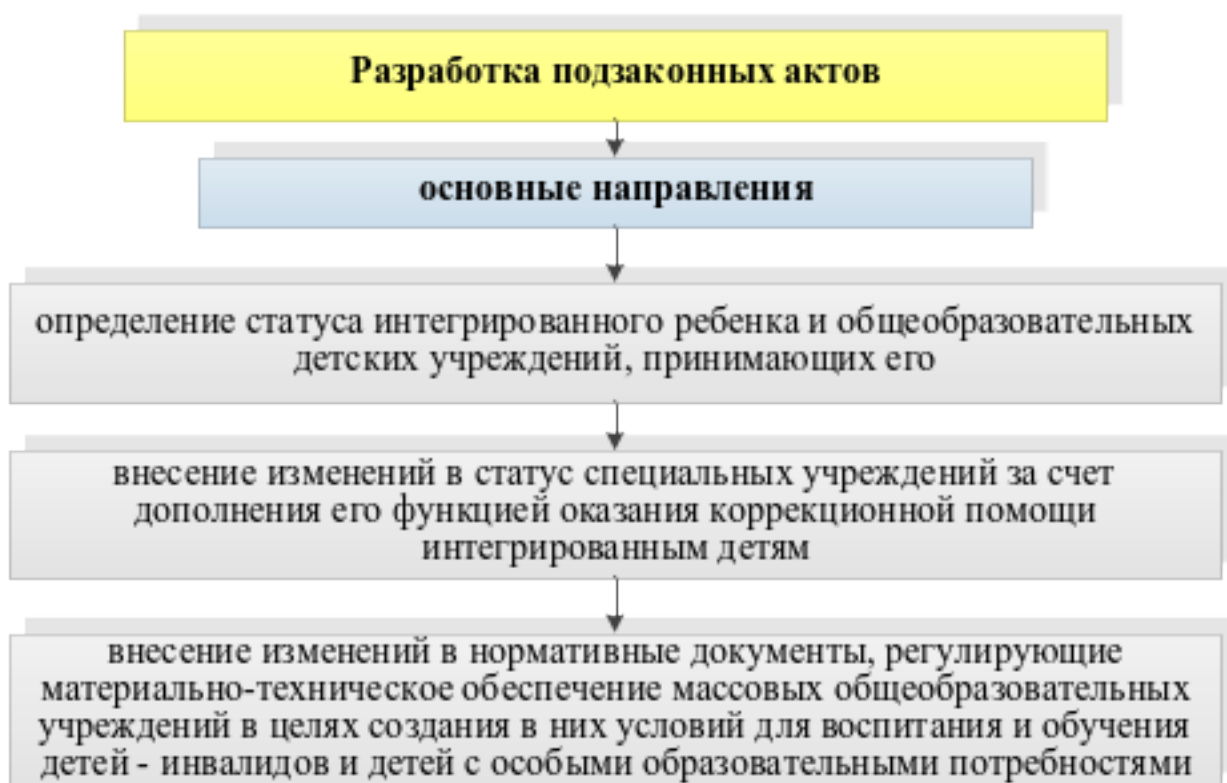 Разработка подзаконных актов
основные направления
определение статуса интегрированного ребенка и общеобразовательных
детских учреждений, принимающих его
внесение изменений в статус специальных учреждений за счет
дополнения его функцией оказания коррекционной помощи
интегрированным детям
внесение изменений в нормативные документы, регулирующие
материально-техническое обеспечение массовых общеобразовательных
учреждений в целях создания в них условий для воспитания и обучения
детей - инвалидов и детей с особыми образовательными потребностями